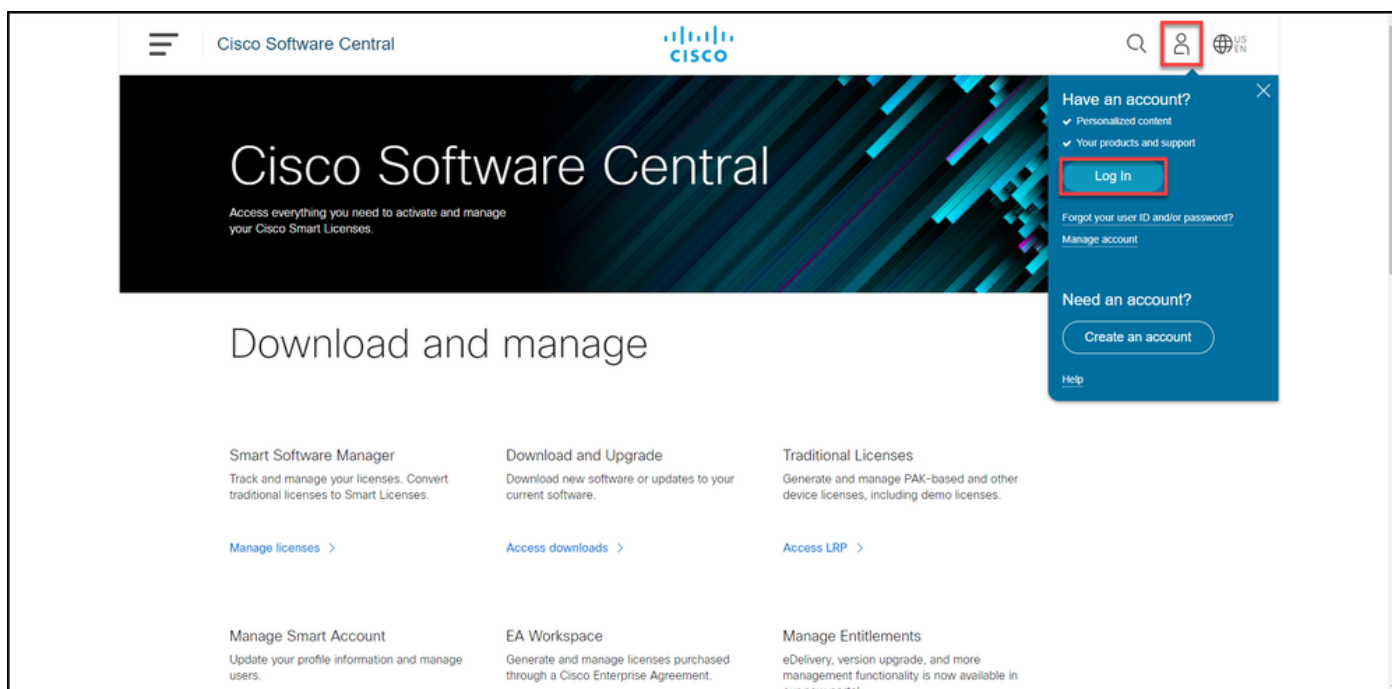 Cisco Software Central
CISCO
US
EN
Have an account?
✓ Personalized content
✓ Your products and support
Log In
Forgot your user ID and/or password?
Manage account
Need an account?
Create an account
Help
Cisco Software Central
Access everything you need to activate and manage
your Cisco Smart Licenses.
Download and manage
Smart Software Manager
Track and manage your licenses. Convert
traditional licenses to Smart Licenses.
Manage licenses >
Download and Upgrade
Download new software or updates to your
current software.
Access downloads >
Traditional Licenses
Generate and manage PAK-based and other
device licenses, including demo licenses.
Access LRP >
Manage Smart Account
Update your profile information and manage
users.
EA Workspace
Generate and manage licenses purchased
through a Cisco Enterprise Agreement.
Manage Entitlements
eDelivery, version upgrade, and more
management functionality is now available in